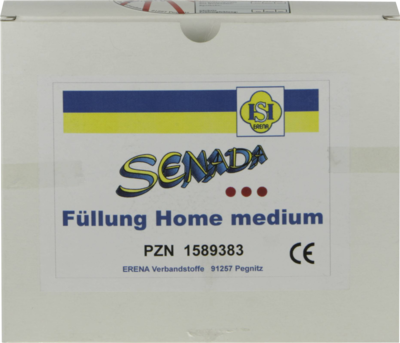 ISI
ERENA
SENADA
Füllung Home medium
PZN 1589383
CE
ERENA Verbandstoffe 91257 Pegnitz